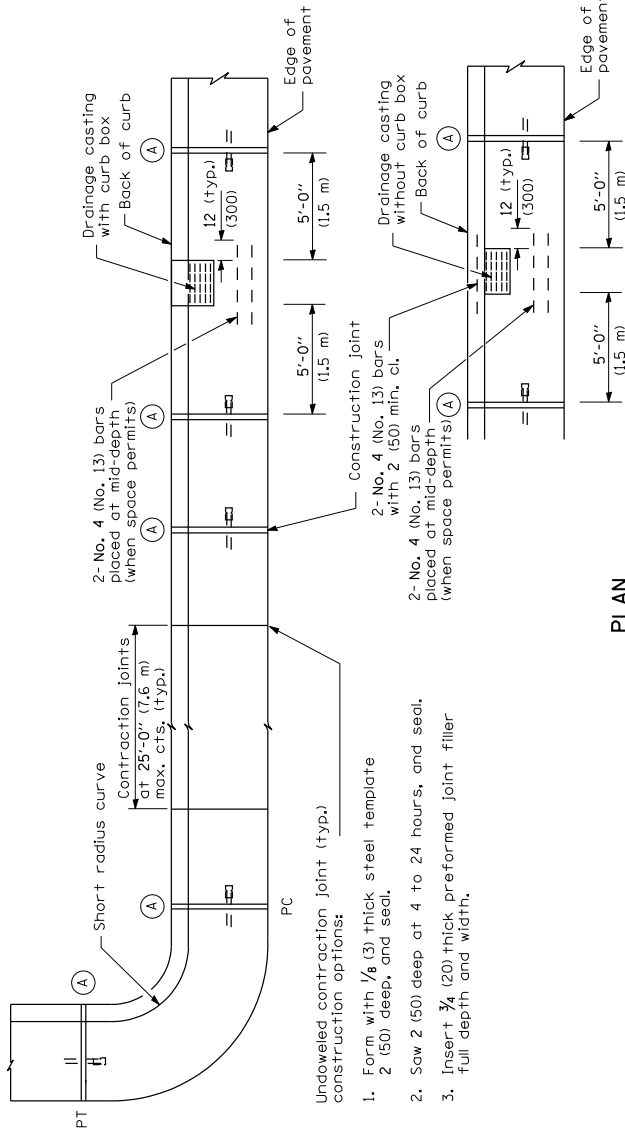 Short radius curve
Contraction joints
at 25'-0" (7.6 m)
max. cts. (typ.)
2- No. 4 (No. 13) bars
placed at mid-depth
(when space permits)
Drainage casting
with curb box
Back of curb
12 (typ.)
(300)
Edge of
pavement
PT
A
A
A
A
A
PC
5'-0"
(1.5 m)
5'-0"
(1.5 m)
Construction joint
Undoweled contraction joint (typ.)
construction options:
1. Form with 1/8 (3) thick steel template
2 (50) deep, and seal.
2. Saw 2 (50) deep at 4 to 24 hours, and seal.
3. Insert 3/4 (20) thick preformed joint filler
full depth and width.
2- No. 4 (No. 13) bars
with 2 (50) min. cl.
2- No. 4 (No. 13) bars
placed at mid-depth
(when space permits)
Drainage casting
without curb box
Back of curb
12 (typ.)
(300)
Edge of
pavement
A
A
5'-0"
(1.5 m)
5'-0"
(1.5 m)
PLAN